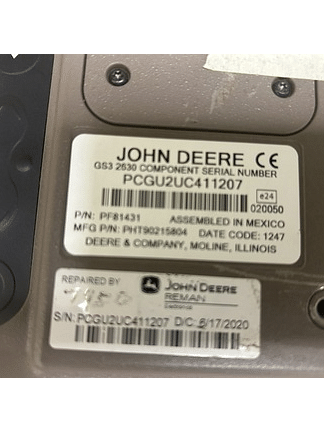 JOHN DEERE CE
GS3 2630 COMPONENT SERIAL NUMBER
PCGU2UC411207
e24
020050
P/N: PF81431 ASSEMBLED IN MEXICO
MFG P/N: PHT90215804 DATE CODE: 1247
DEERE & COMPANY, MOLINE, ILLINOIS
REPAIRED BY
JOHN DEERE
REMAN
S/N: PCGU2UC411207 D/C: 6/17/2020